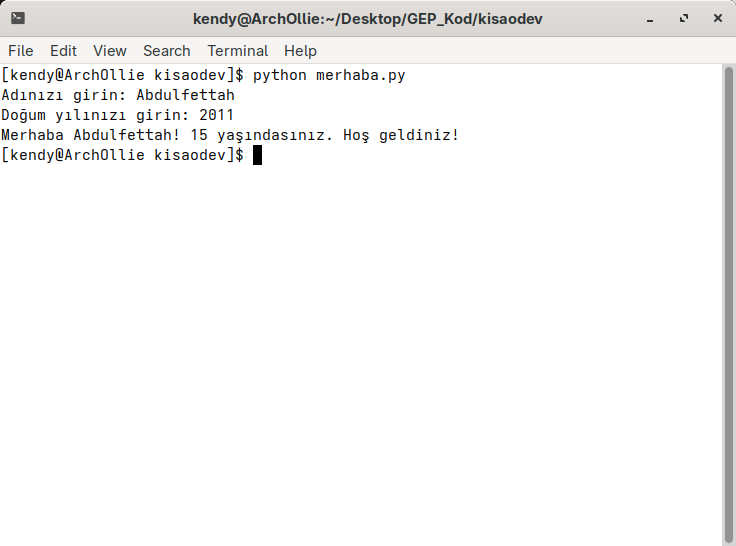 kendy@ArchOllie:~/Desktop/GEP_Kod/kisaodev
File Edit View Search Terminal Help
[kendy@ArchOllie kisaodev]$ python merhaba.py
Adınızı girin: Abdulfettah
Doğum yılınızı girin: 2011
Merhaba Abdulfettah! 15 yaşındasınız. Hoş geldiniz!
[kendy@ArchOllie kisaodev]$